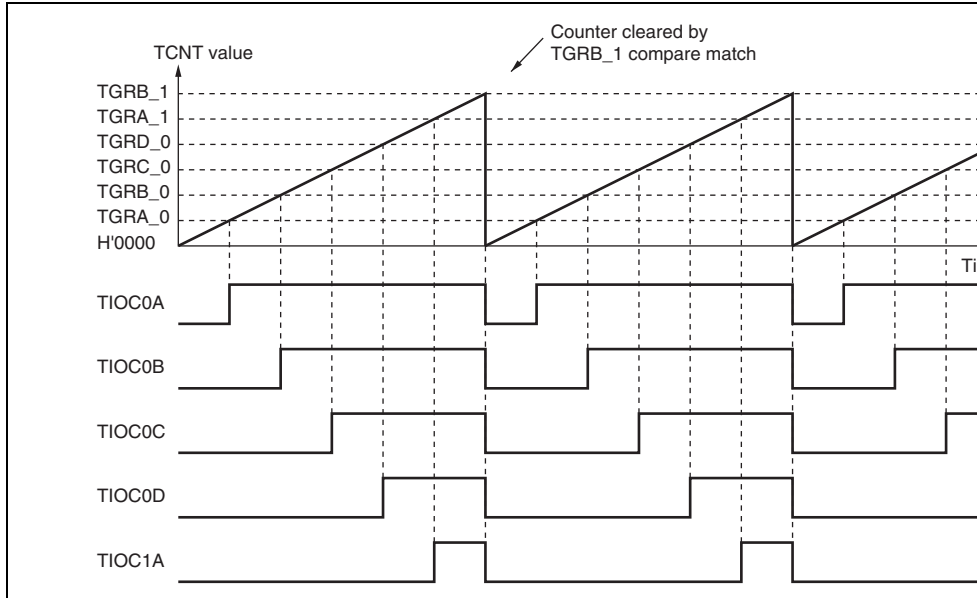 Counter cleared by
TGRB_1 compare match
TCNT value
TGRB_1
TGRA_1
TGRD_0
TGRC_0
TGRB_0
TGRA_0
H'0000
Ti
TIOC0A
TIOC0B
TIOC0C
TIOC0D
TIOC1A